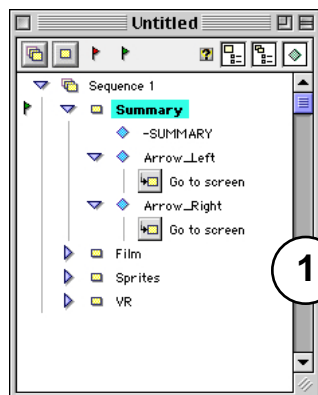 Untitled
?
Sequence 1
Summary
-SUMMARY
Arrow_Left
Go to screen
Arrow_Right
Go to screen
Film
Sprites
VR
1